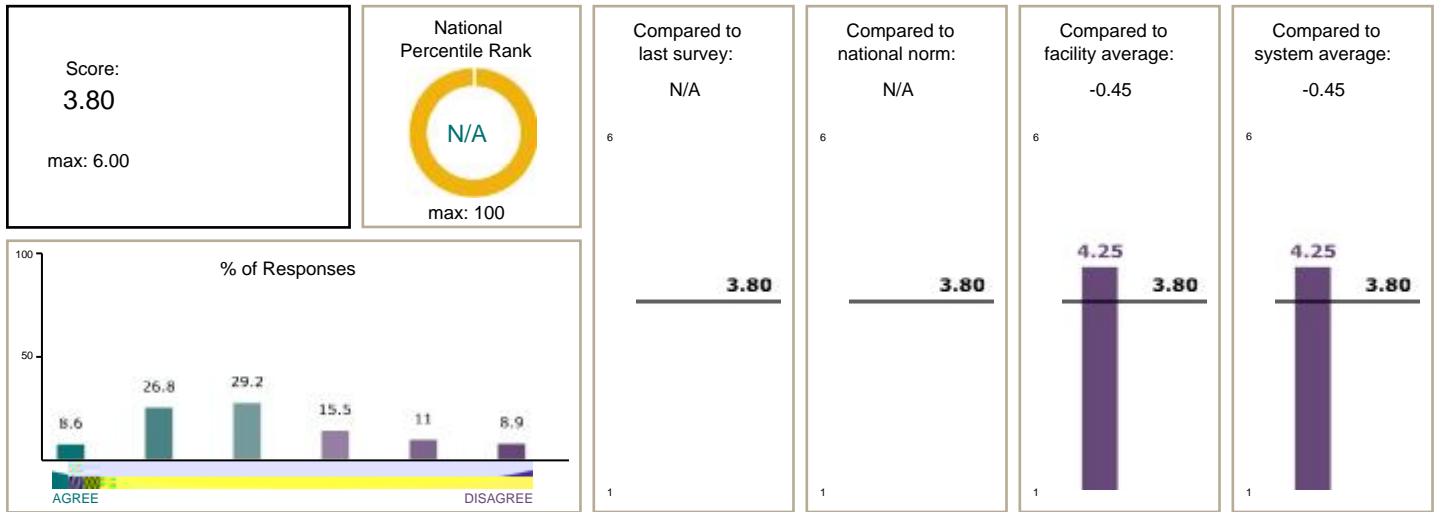 Score:
3.80
max: 6.00
National
Percentile Rank
N/A
max: 100
Compared to
last survey:
N/A
6
3.80
1
Compared to
national norm:
N/A
6
3.80
1
Compared to
facility average:
-0.45
6
4.25
3.80
1
Compared to
system average:
-0.45
6
4.25
3.80
1
% of Responses
100
50
8.6
26.8
29.2
15.5
11
8.9
AGREE
DISAGREE